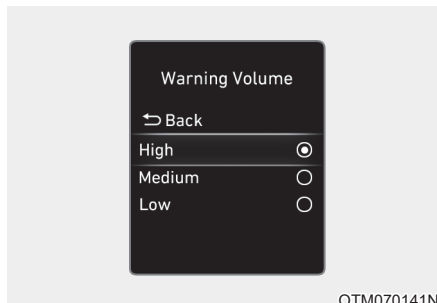 Warning Volume
Back
High
Medium
Low
OTM070141N